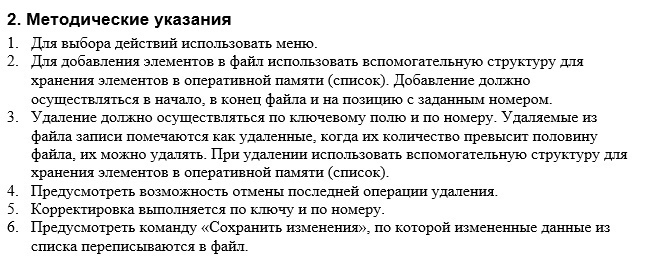 2. Методические указания
1. Для выбора действий использовать меню.
2. Для добавления элементов в файл использовать вспомогательную структуру для
хранения элементов в оперативной памяти (список). Добавление должно
осуществляться в начало, в конец файла и на позицию с заданным номером.
3. Удаление должно осуществляться по ключевому полю и по номеру. Удаляемые из
файла записи помечаются как удаленные, когда их количество превысит половину
файла, их можно удалять. При удалении использовать вспомогательную структуру для
хранения элементов в оперативной памяти (список).
4. Предусмотреть возможность отмены последней операции удаления.
5. Корректировка выполняется по ключу и по номеру.
6. Предусмотреть команду «Сохранить изменения», по которой измененные данные из
списка переписываются в файл.